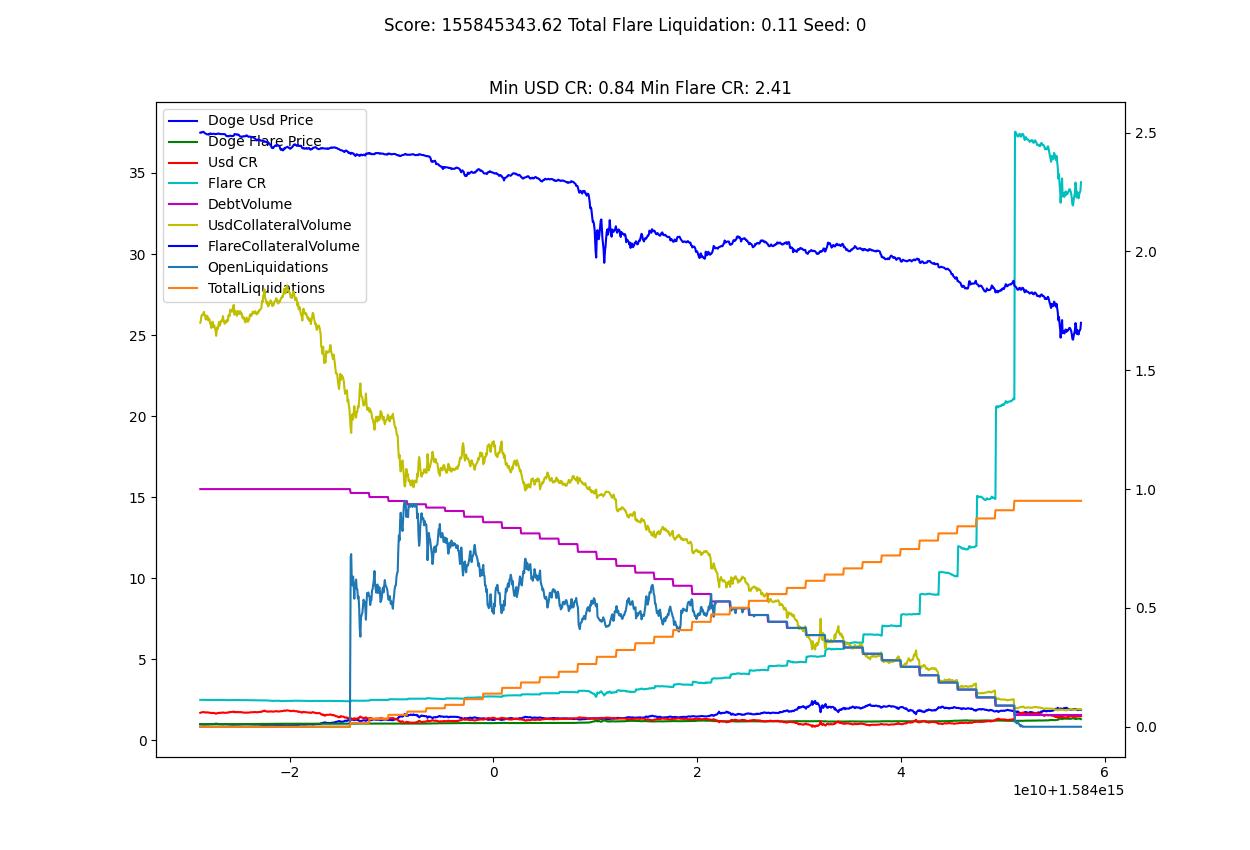 Score: 155845343.62 Total Flare Liquidation: 0.11 Seed: 0
Min USD CR: 0.84 Min Flare CR: 2.41
Doge Usd Price
Doge Flare Price
Usd CR
Flare CR
DebtVolume
UsdCollateralVolume
FlareCollateralVolume
OpenLiquidations
TotalLiquidations
35
30
25
20
15
10
5
0
2.5
2.0
1.5
1.0
0.5
0.0
−2
0
2
4
6
1e10+1.584e15